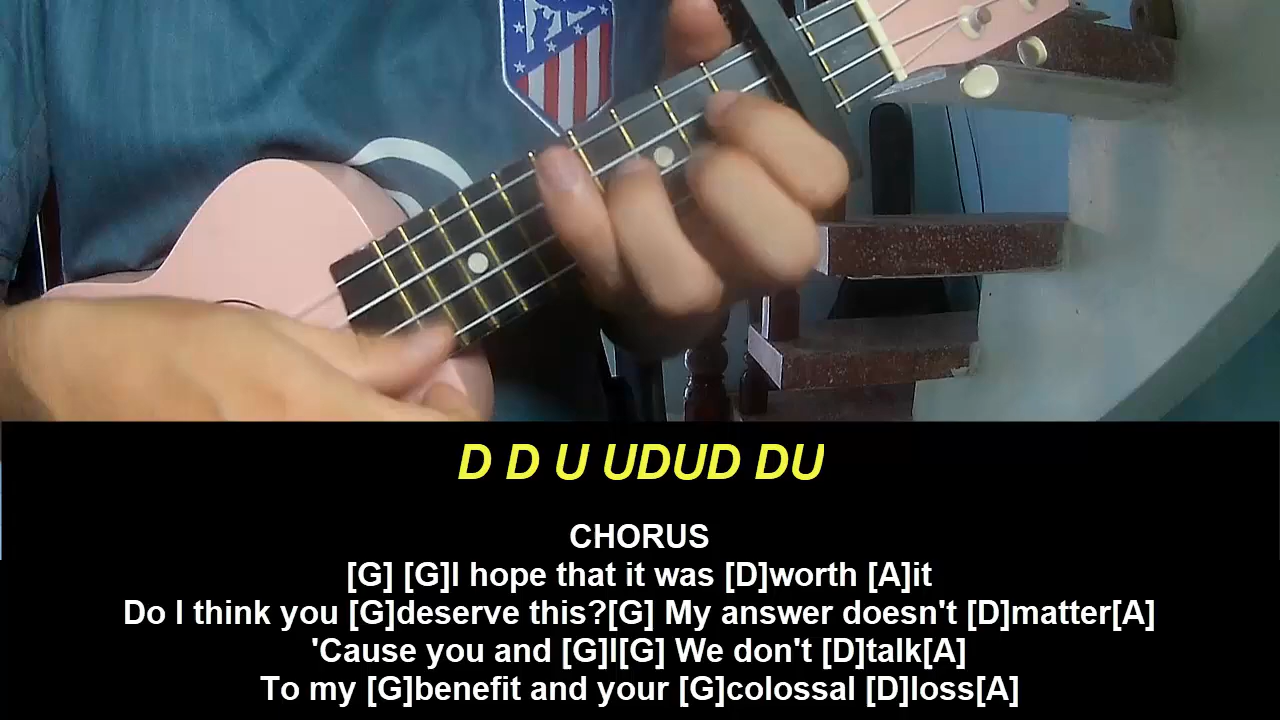 D D U UDUD DU
CHORUS
[G] [G]I hope that it was [D]worth [A]it
Do I think you [G]deserve this?[G] My answer doesn't [D]matter[A]
'Cause you and [G]I[G] We don't [D]talk[A]
To my [G]benefit and your [G]colossal [D]loss[A]